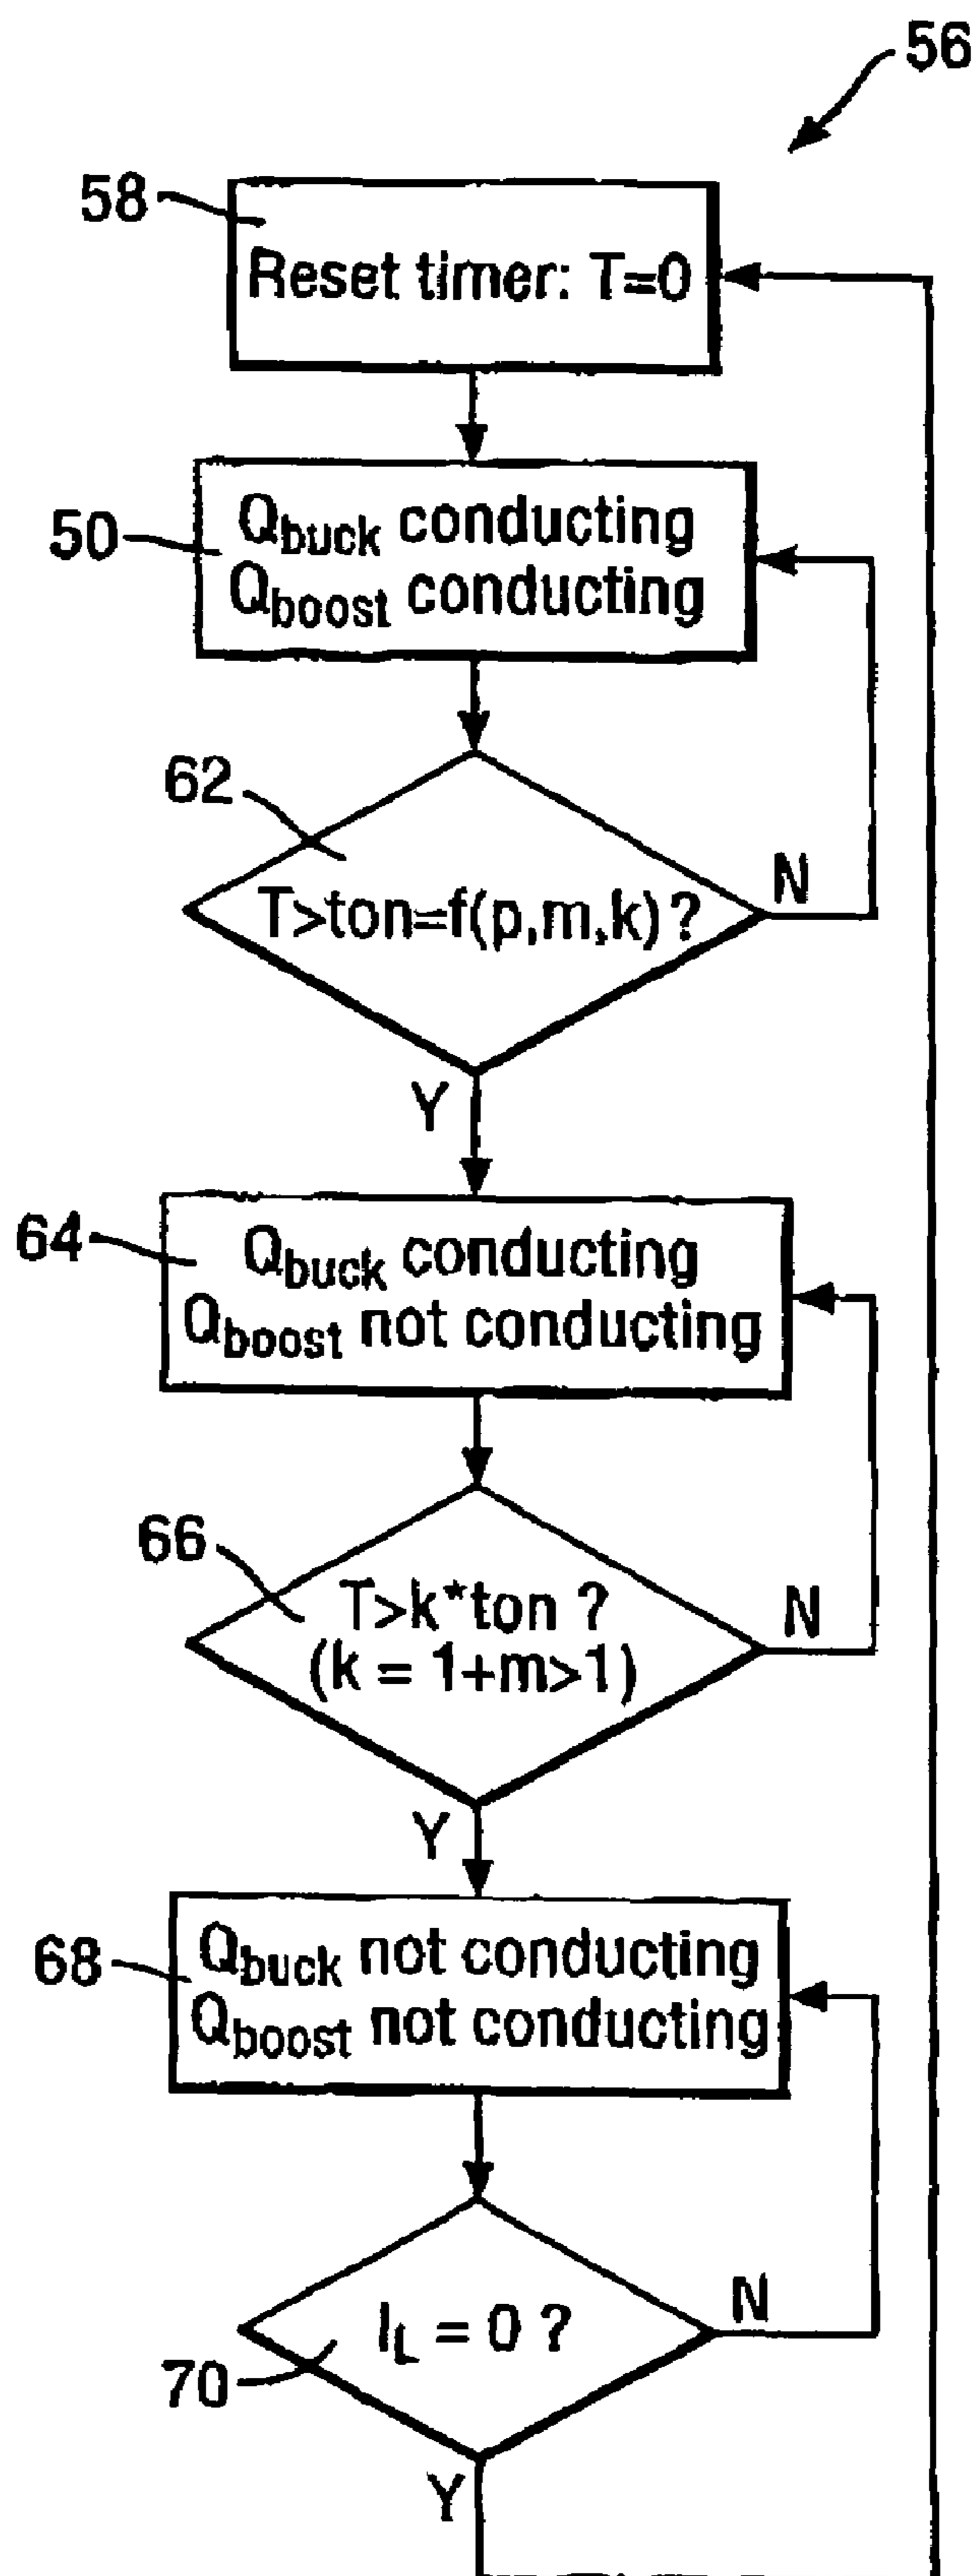 56
58
Reset timer: T=0
50
Qbuck conducting
Qboost conducting
62
T>ton=f(p,m,k) ?
N
Y
64
Qbuck conducting
Qboost not conducting
66
T>k*ton ?
(k = 1+m>1)
N
Y
68
Qbuck not conducting
Qboost not conducting
IL = 0 ?
N
70
Y